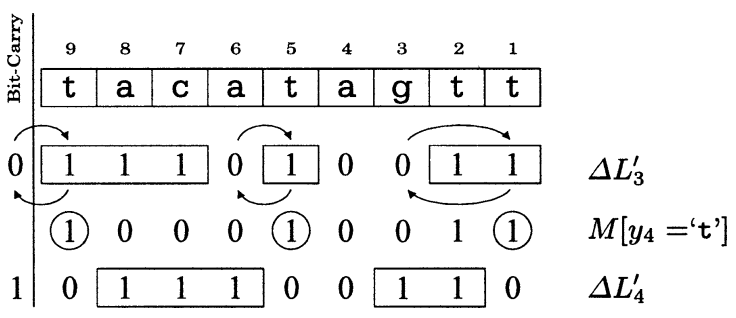 Bit-Carry
9 8 7 6 5 4 3 2 1
t a c a t a g t t
0 1 1 1 0 1 0 0 1 1 ΔL′₃
1 0 0 0 1 0 0 1 1 M[y₄ =‘t’]
1 0 1 1 1 0 0 1 1 0 ΔL′₄